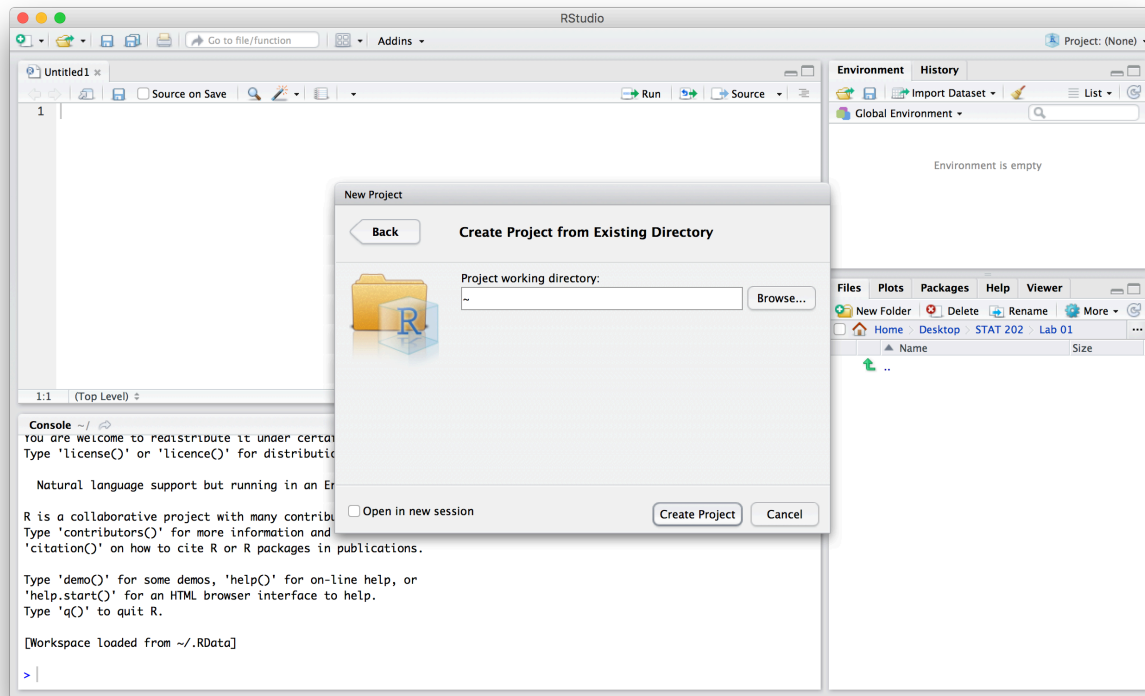 RStudio
Go to file/function
Addins
Project: (None)
Untitled1
Source on Save
Run
Source
1
1:1 (Top Level)
Console ~/
You are welcome to redistribute it under certai
Type 'license()' or 'licence()' for distributio
Natural language support but running in an En
R is a collaborative project with many contribu
Type 'contributors()' for more information and
'citation()' on how to cite R or R packages in publications.
Type 'demo()' for some demos, 'help()' for on-line help, or
'help.start()' for an HTML browser interface to help.
Type 'q()' to quit R.
[Workspace loaded from ~/.RData]
>
New Project
Back
Create Project from Existing Directory
Project working directory:
~
Browse...
R
Open in new session
Create Project
Cancel
Environment History
Import Dataset
List
Global Environment
Environment is empty
Files Plots Packages Help Viewer
New Folder Delete Rename More
Home Desktop STAT 202 Lab 01 ...
Name Size
..